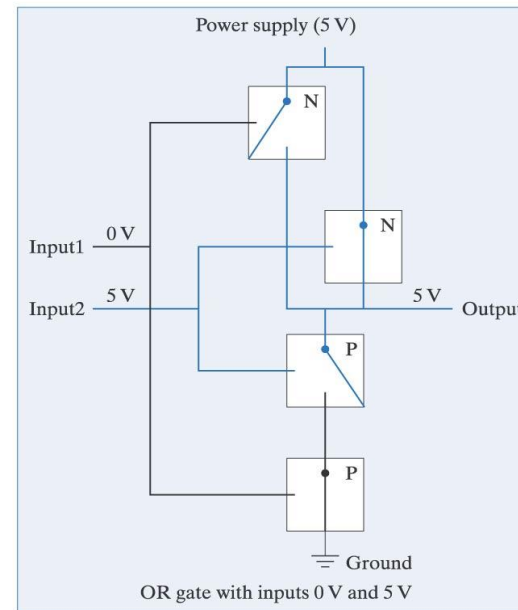 Power supply (5 V)
N
N
0 V
Input1
5 V
Input2
5 V
Output
P
P
Ground
OR gate with inputs 0 V and 5 V